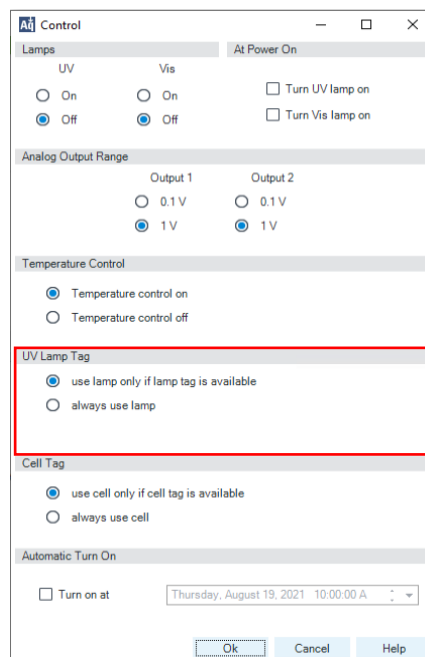 Control
Lamps
At Power On
UV Vis
On On
Off Off
Turn UV lamp on
Turn Vis lamp on
Analog Output Range
Output 1 Output 2
0.1 V 0.1 V
1 V 1 V
Temperature Control
Temperature control on
Temperature control off
UV Lamp Tag
use lamp only if lamp tag is available
always use lamp
Cell Tag
use cell only if cell tag is available
always use cell
Automatic Turn On
Turn on at Thursday, August 19, 2021 10:00:00 A
Ok Cancel Help